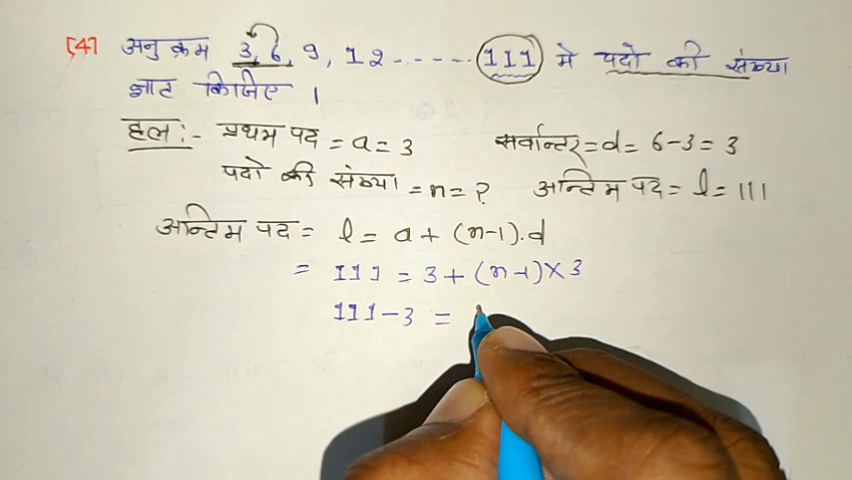 [4] अनुक्रम 3, 6, 9, 12 ------- 111 मे पदो की संख्या
ज्ञात किजिए ।
हल :- प्रथम पद = a = 3 सर्वान्तर = d = 6-3 = 3
पदो की संख्या = n = ? अन्तिम पद = l = 111
अन्तिम पद = l = a + (n-1).d
= 111 = 3 + (n-1) × 3
111 - 3 =